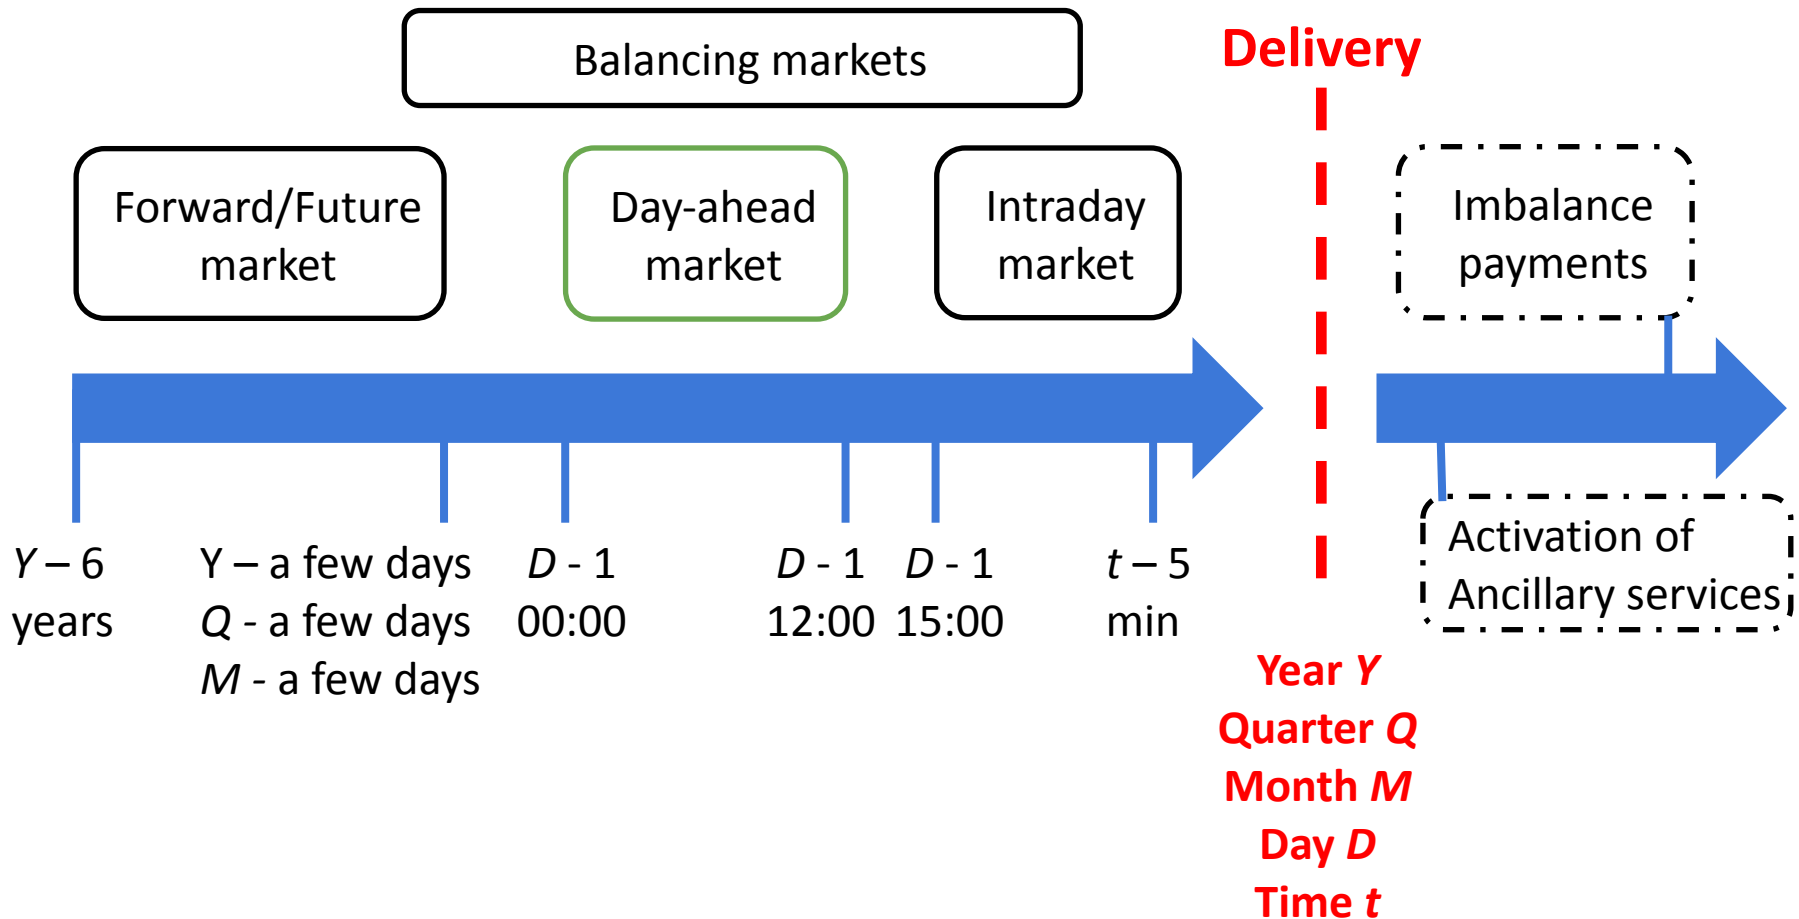 Balancing markets
Delivery
Forward/Future
market
Day-ahead
market
Intraday
market
Imbalance
payments
Y – 6
years
Y – a few days
Q - a few days
M - a few days
D - 1
00:00
D - 1
12:00
D - 1
15:00
t – 5
min
Activation of
Ancillary services
Year Y
Quarter Q
Month M
Day D
Time t